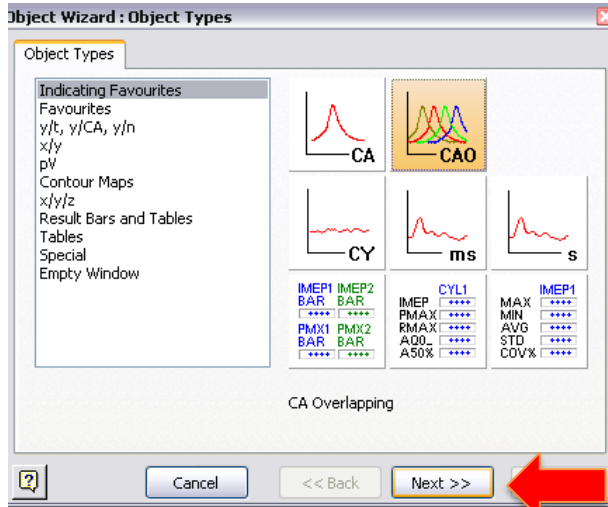 Object Wizard : Object Types
Object Types
Indicating Favourites
Favourites
y/t, y/CA, y/n
x/y
pV
Contour Maps
x/y/z
Result Bars and Tables
Tables
Special
Empty Window
CA
CAO
CY
ms
s
IMEP1 IMEP2
BAR BAR
++++ ++++
PMX1 PMX2
BAR BAR
++++ ++++
CYL1
IMEP ++++
PMAX ++++
RMAX ++++
AQ0_ ++++
A50% ++++
IMEP1
MAX ++++
MIN ++++
AVG ++++
STD ++++
COV% ++++
CA Overlapping
?
Cancel
<< Back
Next >>